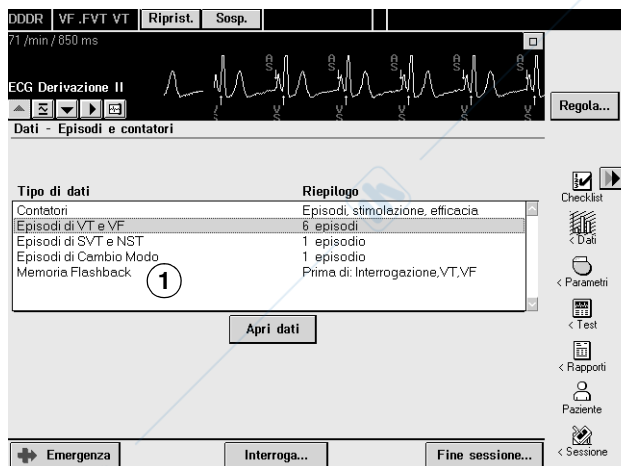 DDDR VF .FVT VT Riprist. Sosp.
71 /min / 850 ms
ECG Derivazione II
A S A S A S A S
V S V S V S V S
Regola...
Dati - Episodi e contatori
Tipo di dati Riepilogo
Contatori Episodi, stimolazione, efficacia
Episodi di VT e VF 6 episodi
Episodi di SVT e NST 1 episodio
Episodi di Cambio Modo 1 episodio
Memoria Flashback Prima di: Interrogazione,VT,VF
1
Apri dati
Checklist
< Dati
< Parametri
< Test
< Rapporti
Paziente
< Sessione
Emergenza Interroga... Fine sessione...